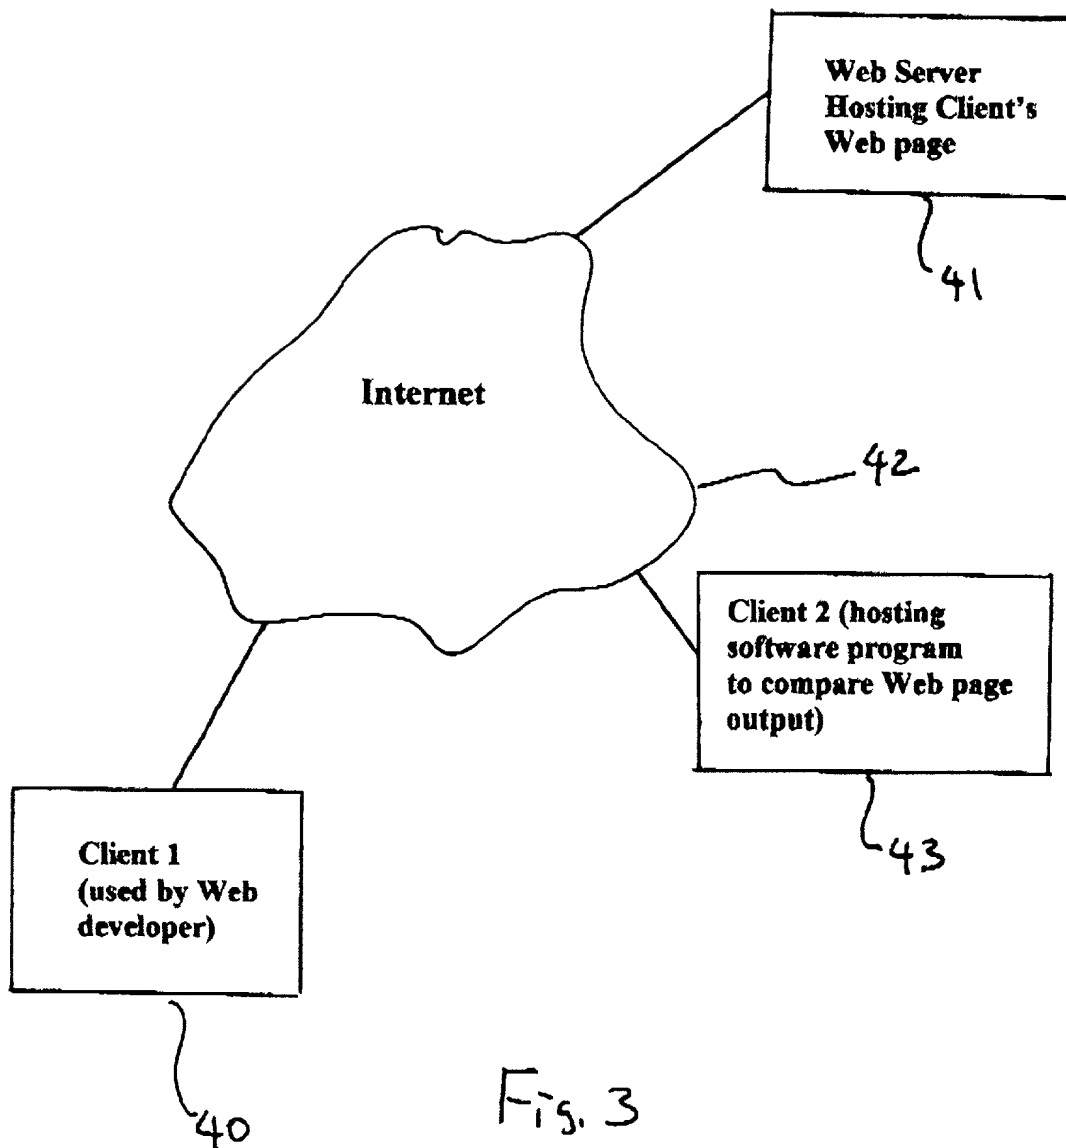 Web Server
Hosting Client's
Web page
41
Internet
42
Client 2 (hosting
software program
to compare Web page
output)
43
Client 1
(used by Web
developer)
40
Fig. 3